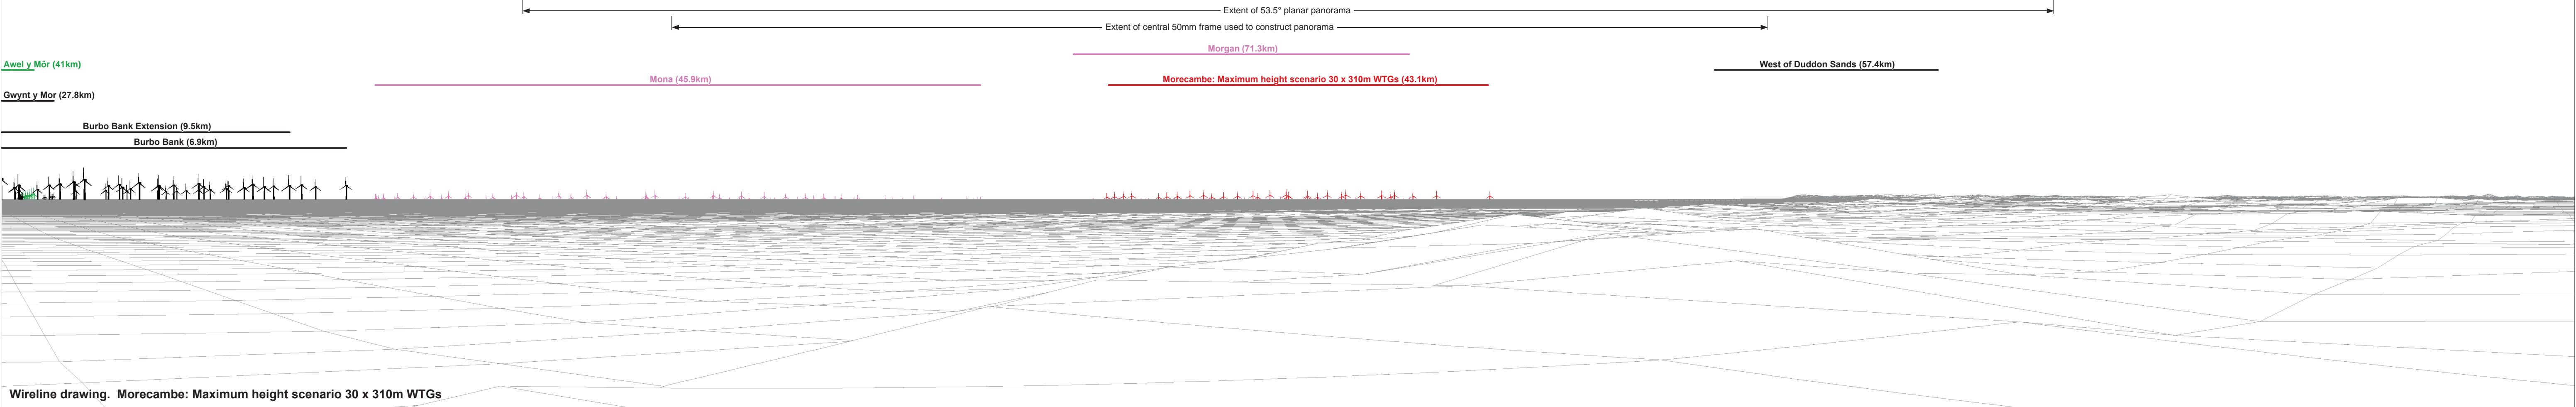 Extent of 53.5° planar panorama
Extent of central 50mm frame used to construct panorama
Morgan (71.3km)
Awel y Môr (41km)
West of Duddon Sands (57.4km)
Mona (45.9km)
Morecambe: Maximum height scenario 30 x 310m WTGs (43.1km)
Gwynt y Mor (27.8km)
Burbo Bank Extension (9.5km)
Burbo Bank (6.9km)
Wireline drawing. Morecambe: Maximum height scenario 30 x 310m WTGs